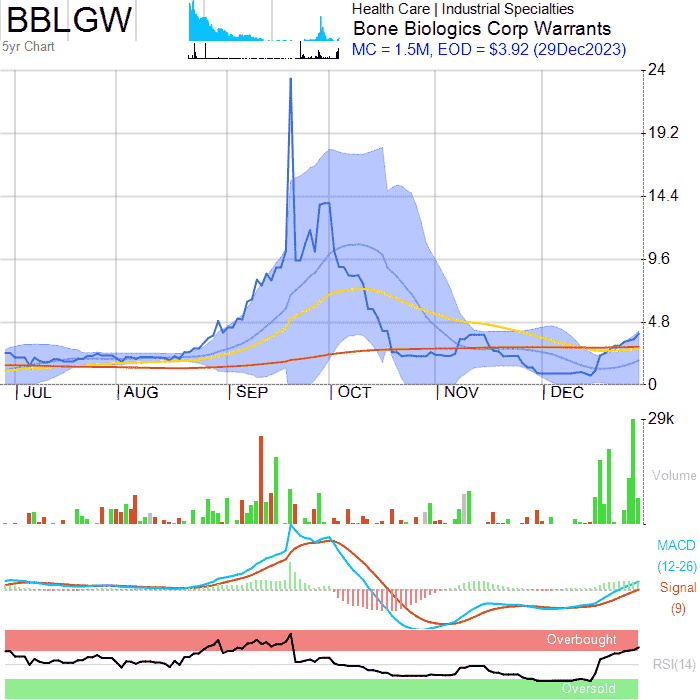 BBLGW
5yr Chart
Health Care | Industrial Specialties
Bone Biologics Corp Warrants
MC = 1.5M, EOD = $3.92 (29Dec2023)
24
19.2
14.4
9.6
4.8
0
JUL AUG SEP OCT NOV DEC
29k
Volume
MACD
(12-26)
Signal
(9)
Overbought
RSI(14)
Oversold